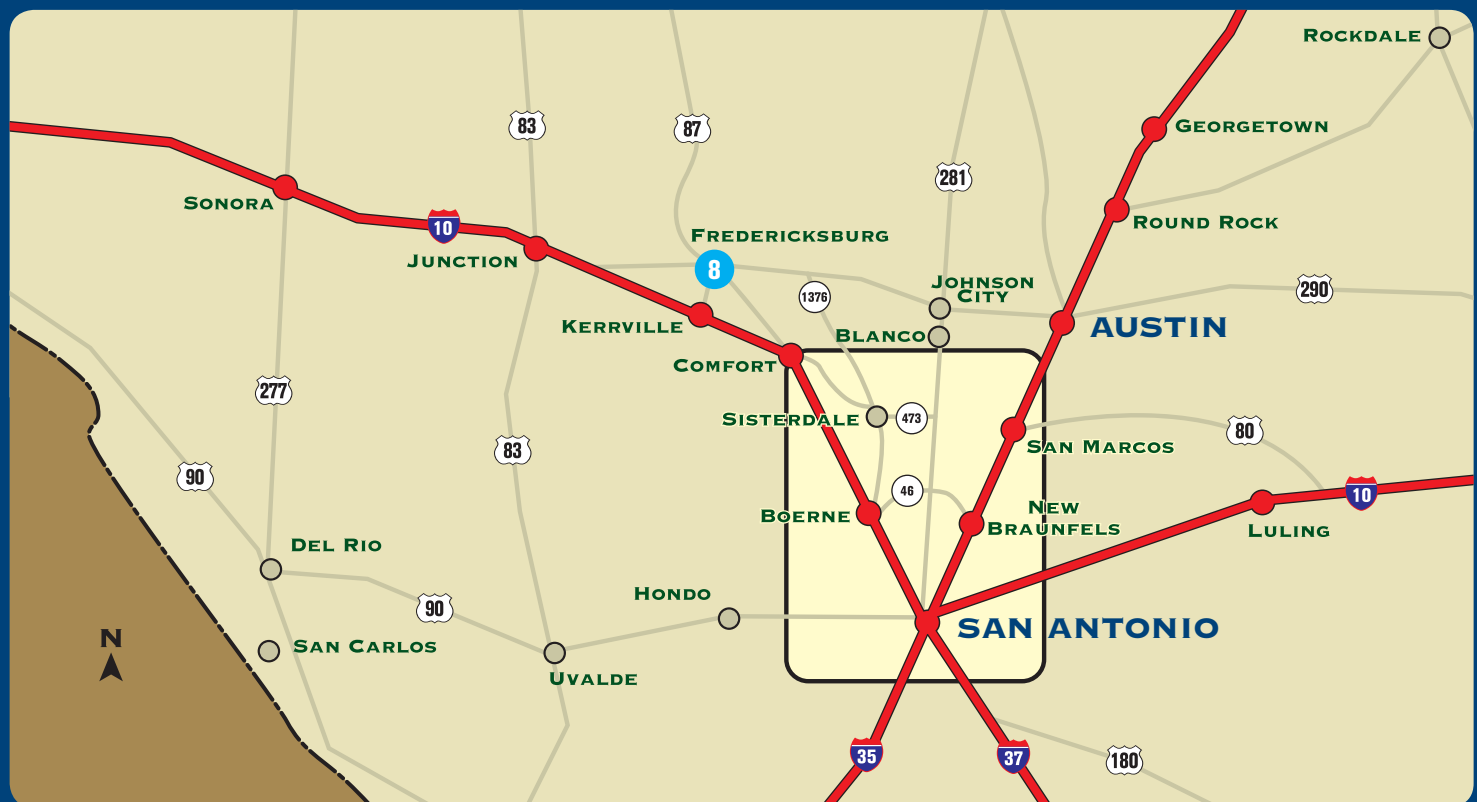 ROCKDALE
GEORGETOWN
83
87
281
SONORA
10
ROUND ROCK
FREDERICKSBURG
JUNCTION
8
JOHNSON
CITY
1376
290
KERRVILLE
BLANCO
AUSTIN
COMFORT
277
SISTERDALE
473
80
83
SAN MARCOS
90
46
10
NEW
BRAUNFELS
BOERNE
LULING
DEL RIO
HONDO
90
SAN ANTONIO
N
SAN CARLOS
UVALDE
35
37
180